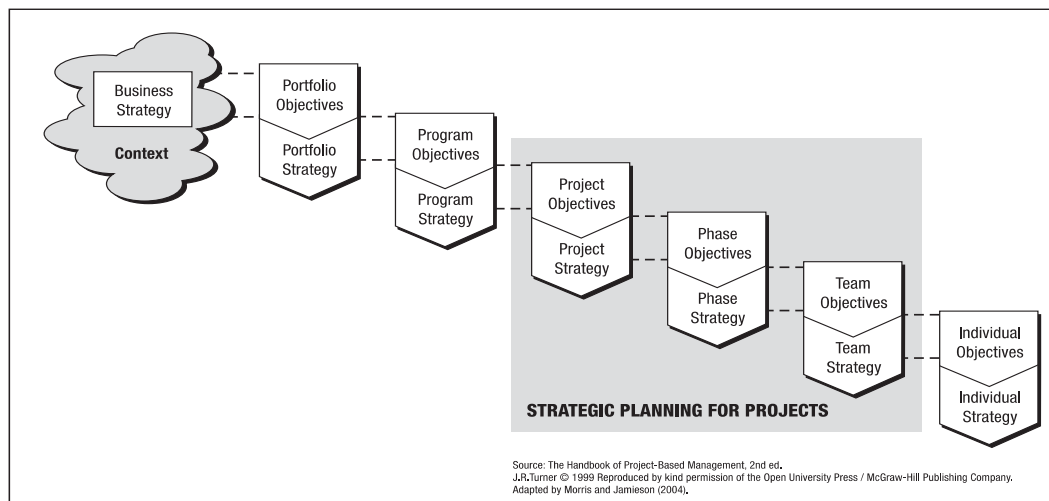 Business
Strategy
Context
Portfolio
Objectives
Portfolio
Strategy
Program
Objectives
Program
Strategy
Project
Objectives
Project
Strategy
Phase
Objectives
Phase
Strategy
Team
Objectives
Team
Strategy
Individual
Objectives
Individual
Strategy
STRATEGIC PLANNING FOR PROJECTS
Source: The Handbook of Project-Based Management, 2nd ed.
J.R.Turner © 1999 Reproduced by kind permission of the Open University Press / McGraw-Hill Publishing Company.
Adapted by Morris and Jamieson (2004).